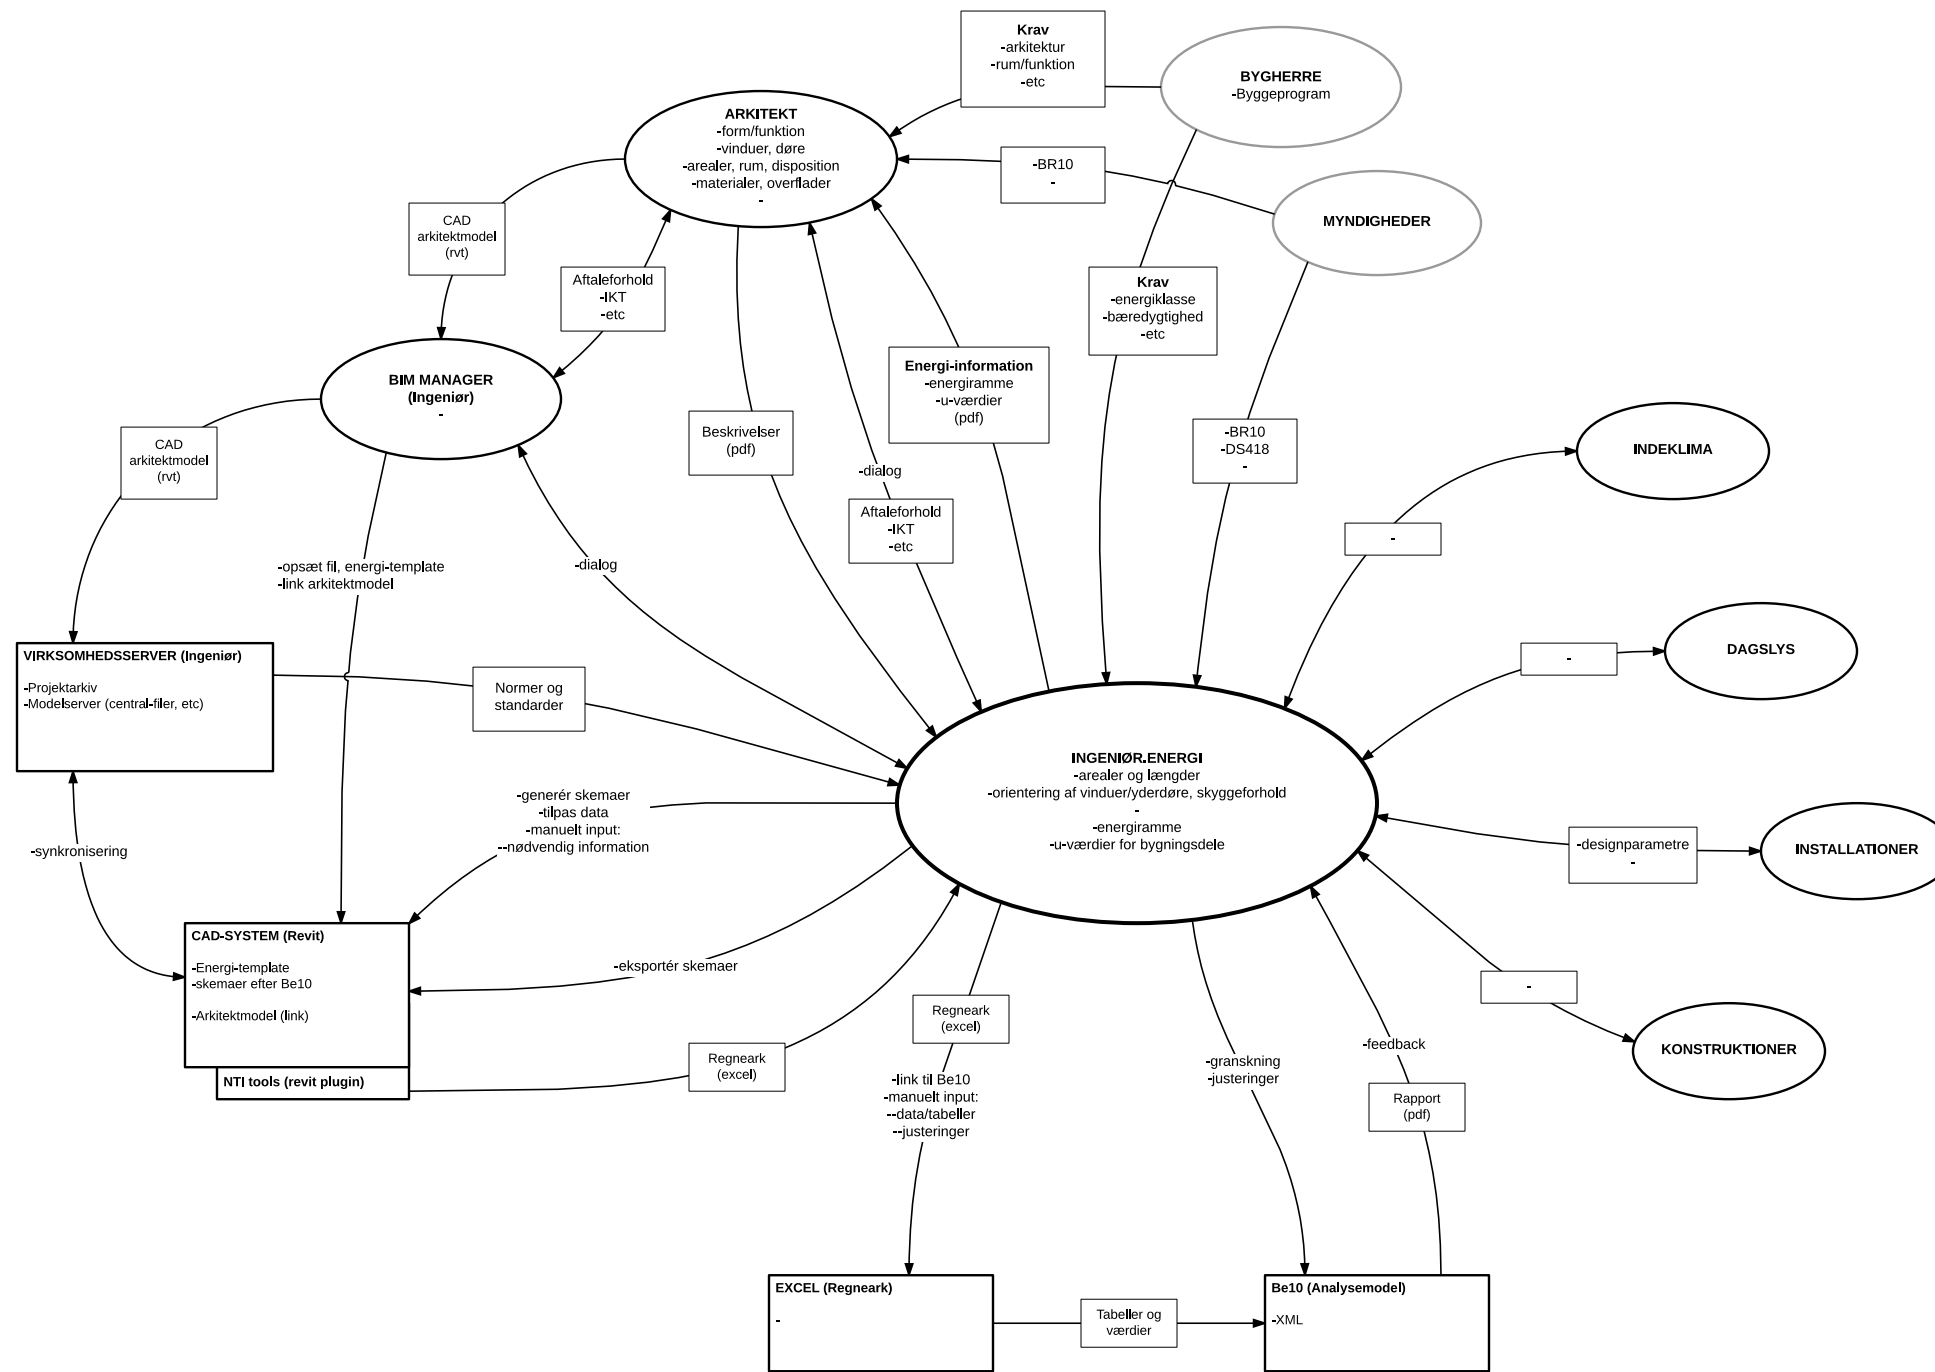 Krav
-arkitektur
-rum/funktion
-etc
BYGHERRE
-Byggeprogram
ARKITEKT
-form/funktion
-vinduer, døre
-arealer, rum, disposition
-materialer, overflader
-
-BR10
-
MYNDIGHEDER
CAD
arkitektmodel
(rvt)
Aftaleforhold
-IKT
-etc
Krav
-energiklasse
-bæredygtighed
-etc
Energi-information
-energiramme
-u-værdier
(pdf)
BIM MANAGER
(Ingeniør)
-
Beskrivelser
(pdf)
CAD
arkitektmodel
(rvt)
-BR10
-DS418
-
INDEKLIMA
-dialog
Aftaleforhold
-IKT
-etc
-
-opsæt fil, energi-template
-link arkitektmodel
-dialog
VIRKSOMHEDSSERVER (Ingeniør)
-Projektarkiv
-Modelserver (central-filer, etc)
Normer og
standarder
-
DAGSLYS
INGENIØR.ENERGI
-arealer og længder
-orientering af vinduer/yderdøre, skyggeforhold
-
-energiramme
-u-værdier for bygningsdele
-generér skemaer
-tilpas data
-manuelt input:
--nødvendig information
-synkronisering
-designparametre
-
INSTALLATIONER
CAD-SYSTEM (Revit)
-Energi-template
-skemaer efter Be10
-Arkitektmodel (link)
NTI tools (revit plugin)
-eksportér skemaer
Regneark
(excel)
Regneark
(excel)
-
KONSTRUKTIONER
-link til Be10
-manuelt input:
--data/tabeller
--justeringer
-granskning
-justeringer
-feedback
Rapport
(pdf)
EXCEL (Regneark)
-
Tabeller og
værdier
Be10 (Analysemodel)
-XML